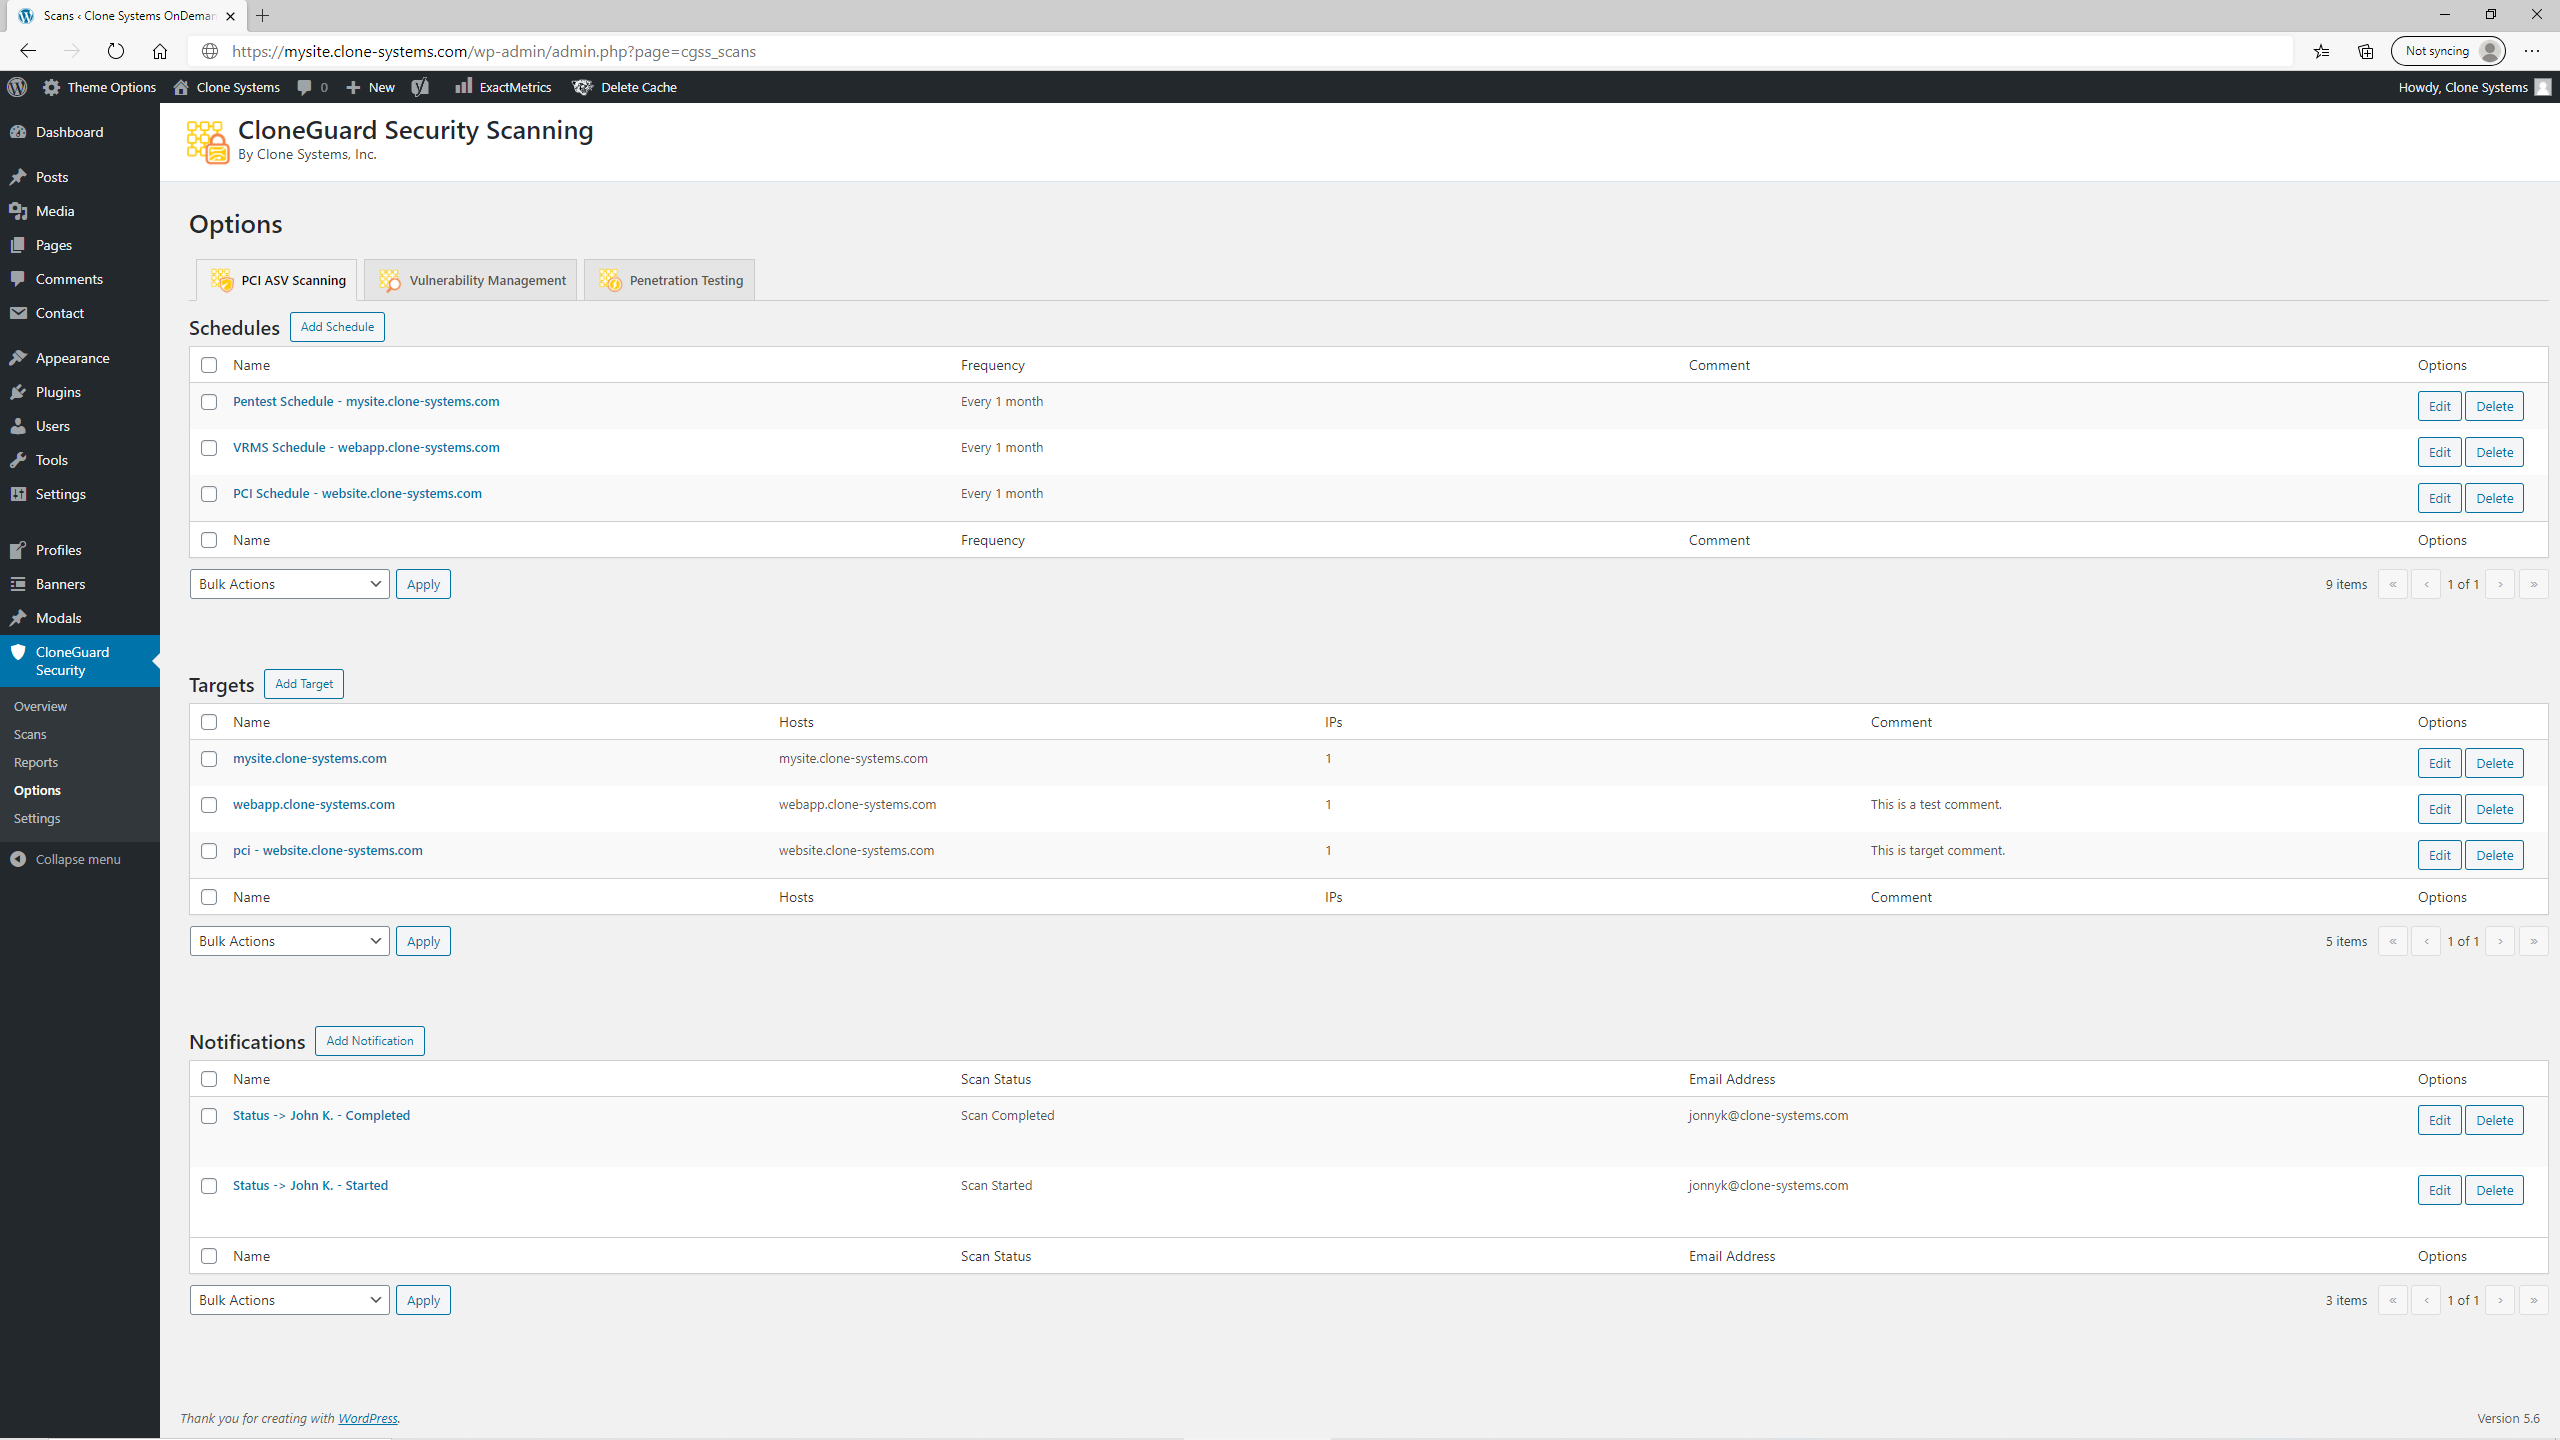 Scans ‹ Clone Systems OnDeman
https://mysite.clone-systems.com/wp-admin/admin.php?page=cgss_scans
Not syncing
Theme Options Clone Systems 0 New ExactMetrics Delete Cache
Howdy, Clone Systems
Dashboard
Posts
Media
Pages
Comments
Contact
Appearance
Plugins
Users
Tools
Settings
Profiles
Banners
Modals
CloneGuard
Security
Overview
Scans
Reports
Options
Settings
Collapse menu
CloneGuard Security Scanning
By Clone Systems, Inc.
Options
PCI ASV Scanning Vulnerability Management Penetration Testing
Schedules Add Schedule
Name Frequency Comment Options
Pentest Schedule - mysite.clone-systems.com Every 1 month Edit Delete
VRMS Schedule - webapp.clone-systems.com Every 1 month Edit Delete
PCI Schedule - website.clone-systems.com Every 1 month Edit Delete
Name Frequency Comment Options
Bulk Actions Apply 9 items « ‹ 1 of 1 › »
Targets Add Target
Name Hosts IPs Comment Options
mysite.clone-systems.com mysite.clone-systems.com 1 Edit Delete
webapp.clone-systems.com webapp.clone-systems.com 1 This is a test comment. Edit Delete
pci - website.clone-systems.com website.clone-systems.com 1 This is target comment. Edit Delete
Name Hosts IPs Comment Options
Bulk Actions Apply 5 items « ‹ 1 of 1 › »
Notifications Add Notification
Name Scan Status Email Address Options
Status -> John K. - Completed Scan Completed jonnyk@clone-systems.com Edit Delete
Status -> John K. - Started Scan Started jonnyk@clone-systems.com Edit Delete
Name Scan Status Email Address Options
Bulk Actions Apply 3 items « ‹ 1 of 1 › »
Thank you for creating with WordPress.
Version 5.6